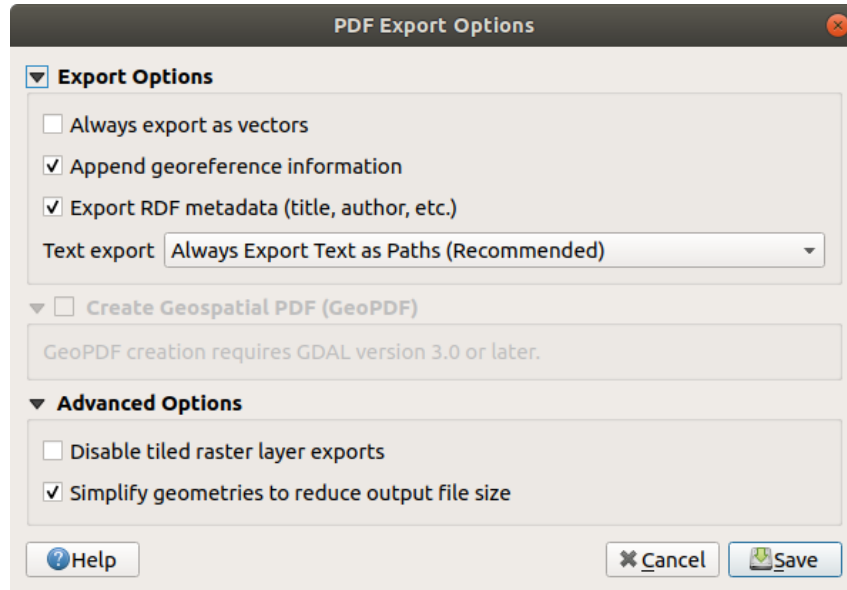 PDF Export Options
Export Options
Always export as vectors
Append georeference information
Export RDF metadata (title, author, etc.)
Text export Always Export Text as Paths (Recommended)
Create Geospatial PDF (GeoPDF)
GeoPDF creation requires GDAL version 3.0 or later.
Advanced Options
Disable tiled raster layer exports
Simplify geometries to reduce output file size
Help Cancel Save